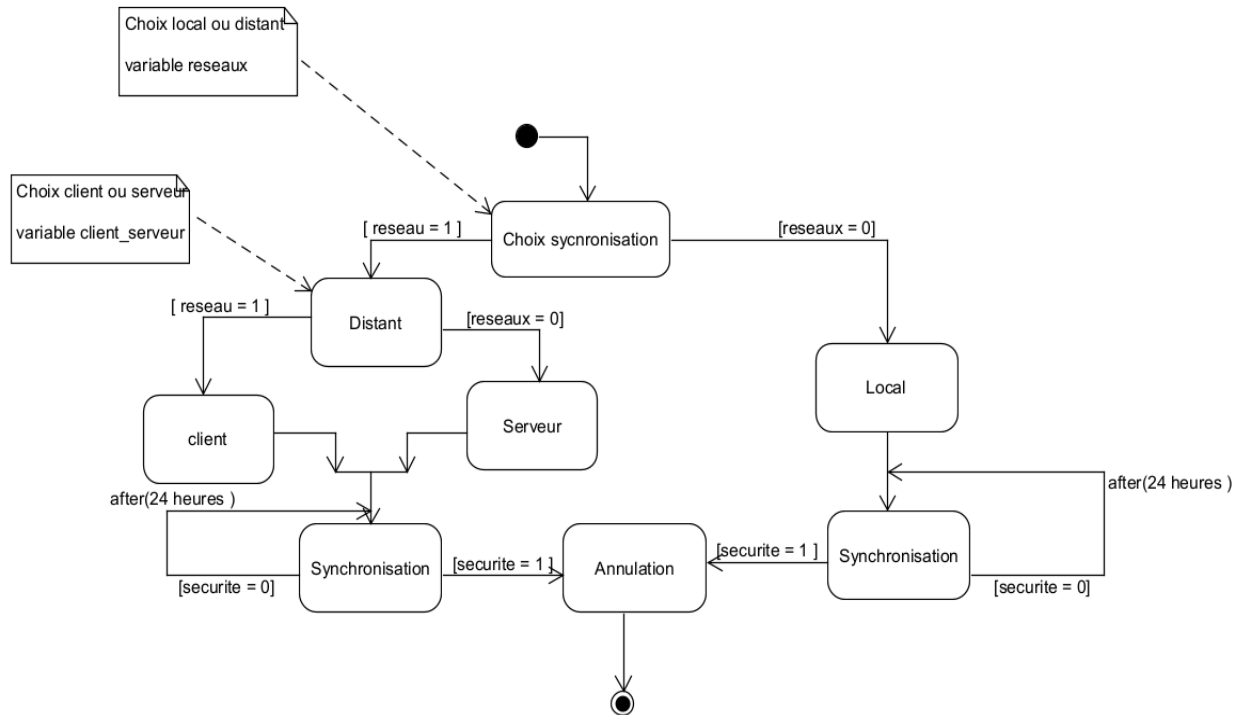 Choix local ou distant
variable reseaux
Choix client ou serveur
variable client_serveur
Choix sycnronisation
[ reseau = 1 ]
[reseaux = 0]
Distant
[ reseau = 1 ]
[reseaux = 0]
Local
client
Serveur
after(24 heures )
after(24 heures )
Synchronisation
[securite = 1 ]
Annulation
[securite = 1 ]
Synchronisation
[securite = 0]
[securite = 0]